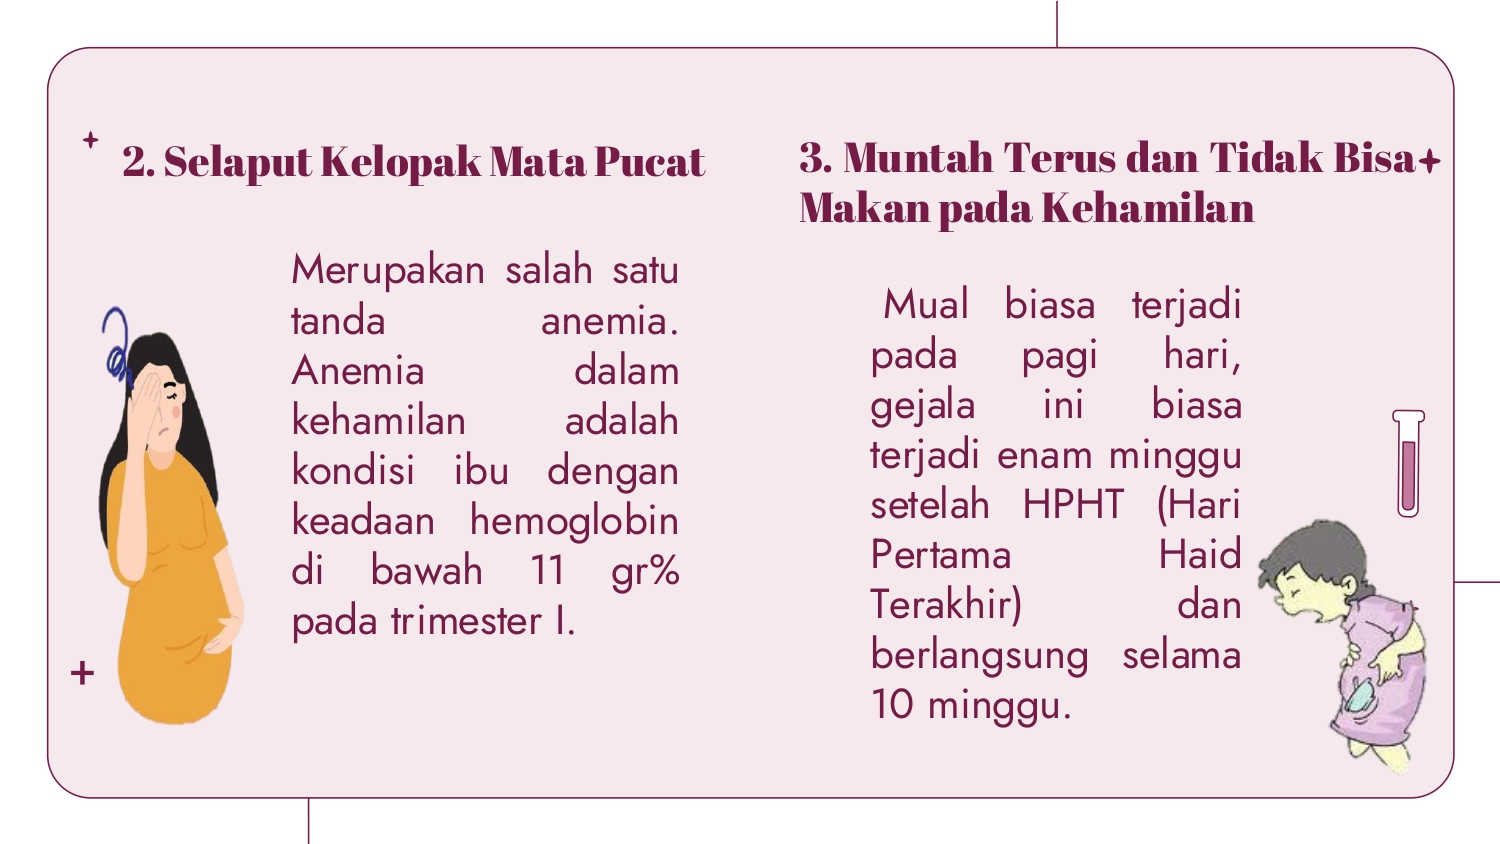 2. Selaput Kelopak Mata Pucat
Merupakan salah satu
tanda anemia.
Anemia dalam
kehamilan adalah
kondisi ibu dengan
keadaan hemoglobin
di bawah 11 gr%
pada trimester I.
3. Muntah Terus dan Tidak Bisa
Makan pada Kehamilan
Mual biasa terjadi
pada pagi hari,
gejala ini biasa
terjadi enam minggu
setelah HPHT (Hari
Pertama Haid
Terakhir) dan
berlangsung selama
10 minggu.